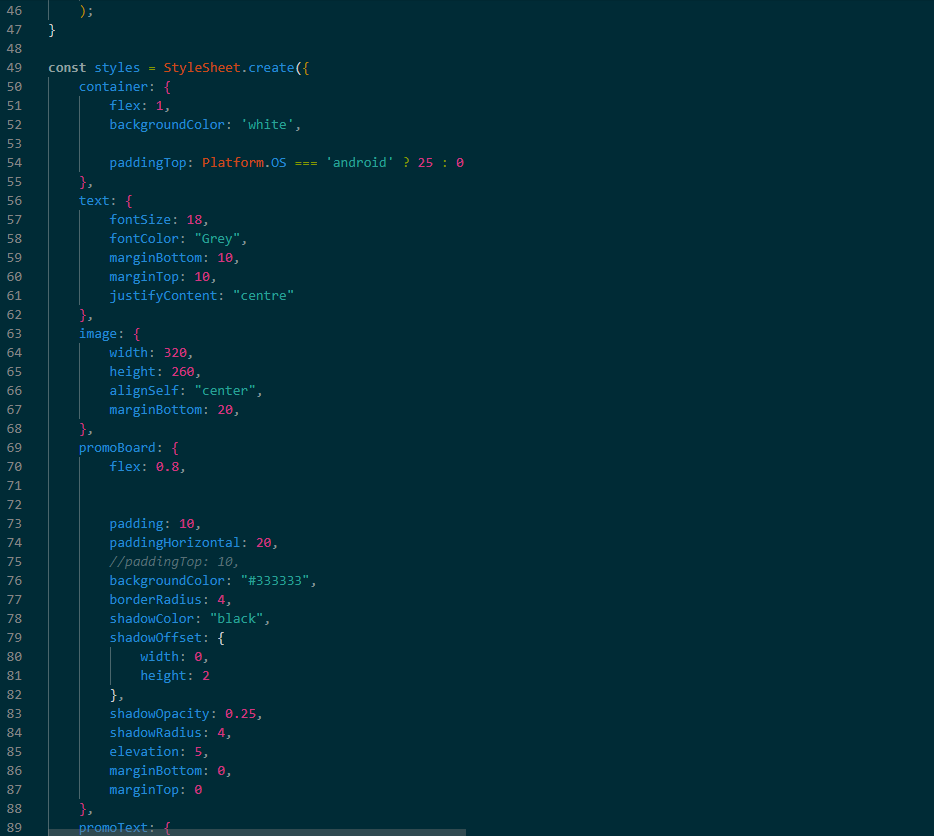 46 );
47 }
48
49 const styles = StyleSheet.create({
50 container: {
51 flex: 1,
52 backgroundColor: 'white',
53
54 paddingTop: Platform.OS === 'android' ? 25 : 0
55 },
56 text: {
57 fontSize: 18,
58 fontColor: "Grey",
59 marginBottom: 10,
60 marginTop: 10,
61 justifyContent: "centre"
62 },
63 image: {
64 width: 320,
65 height: 260,
66 alignSelf: "center",
67 marginBottom: 20,
68 },
69 promoBoard: {
70 flex: 0.8,
71
72
73 padding: 10,
74 paddingHorizontal: 20,
75 //paddingTop: 10,
76 backgroundColor: "#333333",
77 borderRadius: 4,
78 shadowColor: "black",
79 shadowOffset: {
80 width: 0,
81 height: 2
82 },
83 shadowOpacity: 0.25,
84 shadowRadius: 4,
85 elevation: 5,
86 marginBottom: 0,
87 marginTop: 0
88 },
89 promoText: {